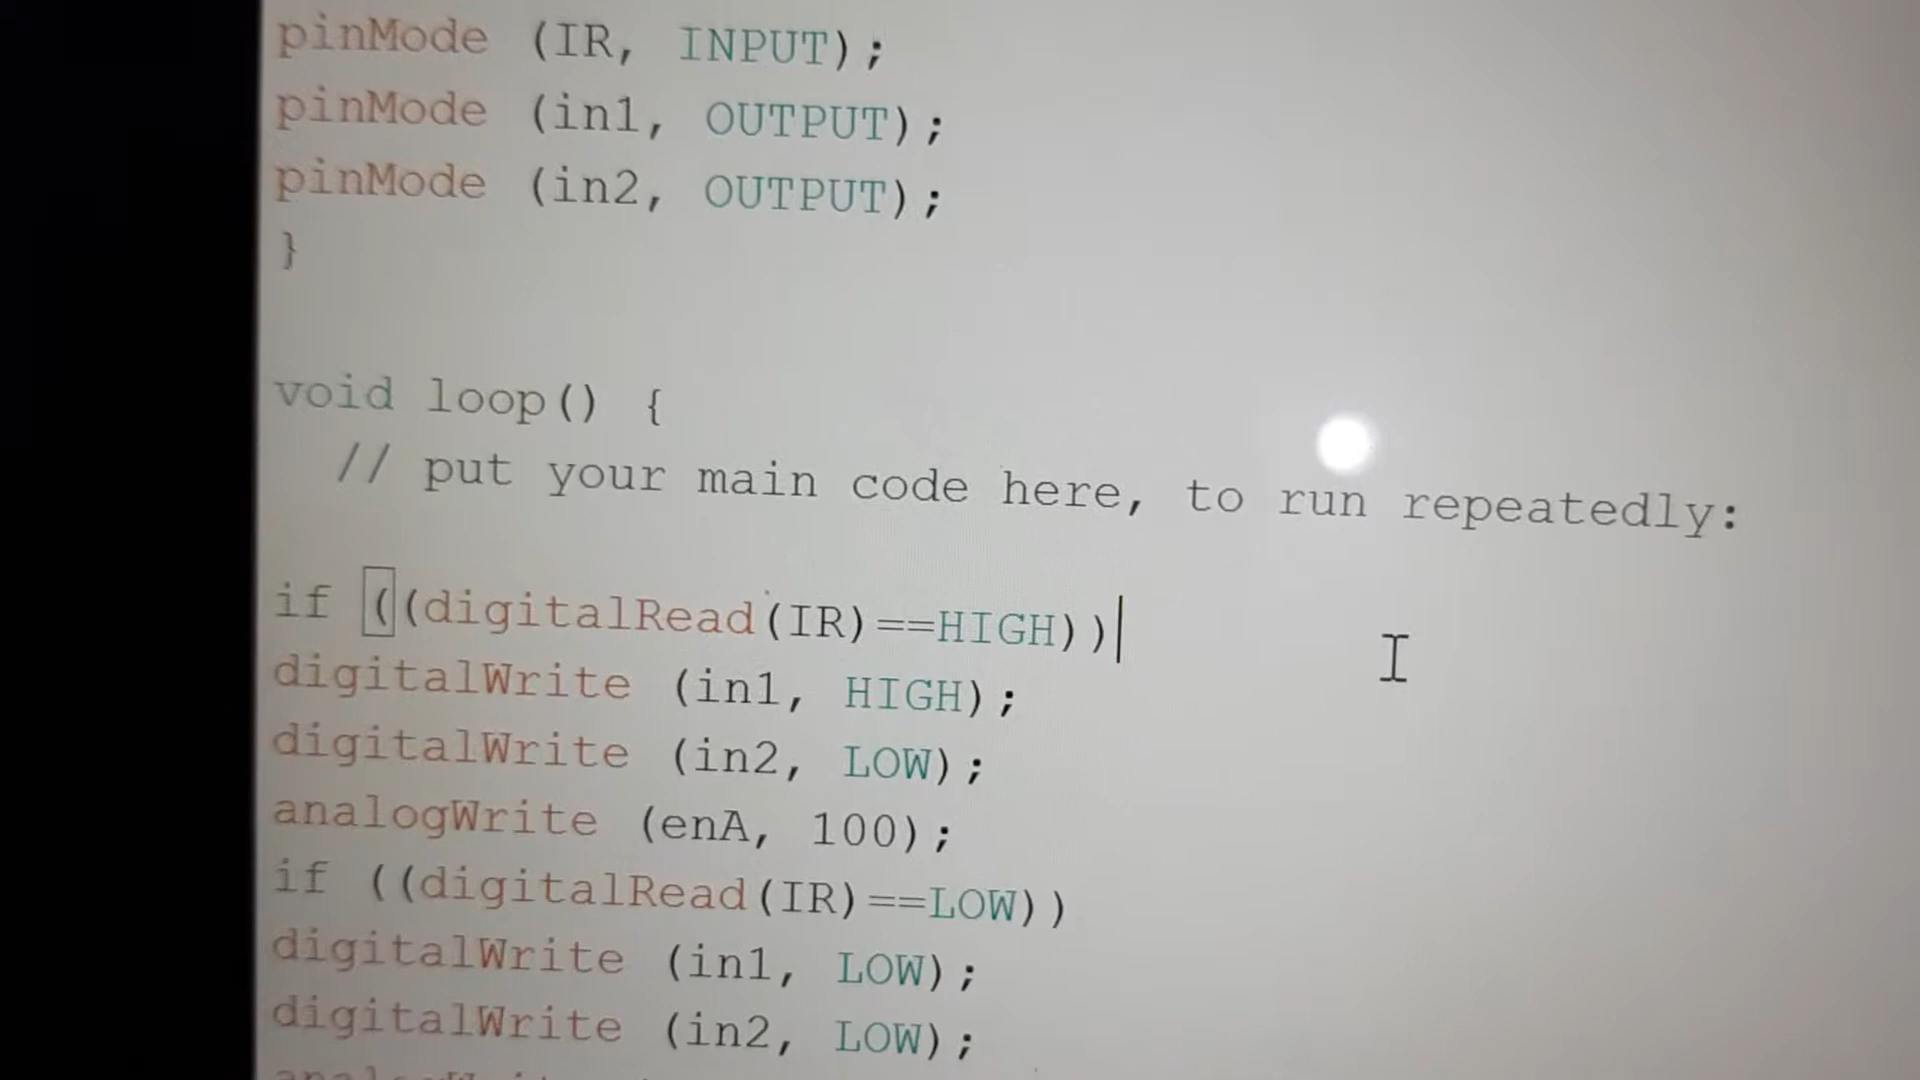 pinMode (IR, INPUT);
pinMode (in1, OUTPUT);
pinMode (in2, OUTPUT);
}
void loop() {
// put your main code here, to run repeatedly:
if ((digitalRead(IR)==HIGH))
digitalWrite (in1, HIGH);
digitalWrite (in2, LOW);
analogWrite (enA, 100);
if ((digitalRead(IR)==LOW))
digitalWrite (in1, LOW);
digitalWrite (in2, LOW);